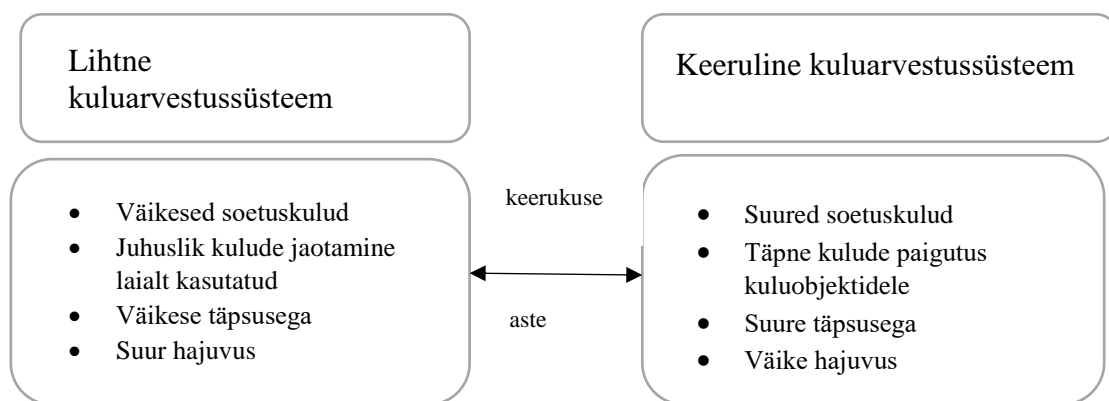 Lihtne
kuluarvestussüsteem
Keeruline kuluarvestussüsteem
• Väikesed soetuskulud
• Juhuslik kulude jaotamine
laialt kasutatud
• Väikese täpsusega
• Suur hajuvus
keerukuse
aste
• Suured soetuskulud
• Täpne kulude paigutus
kuluobjektidele
• Suure täpsusega
• Väike hajuvus